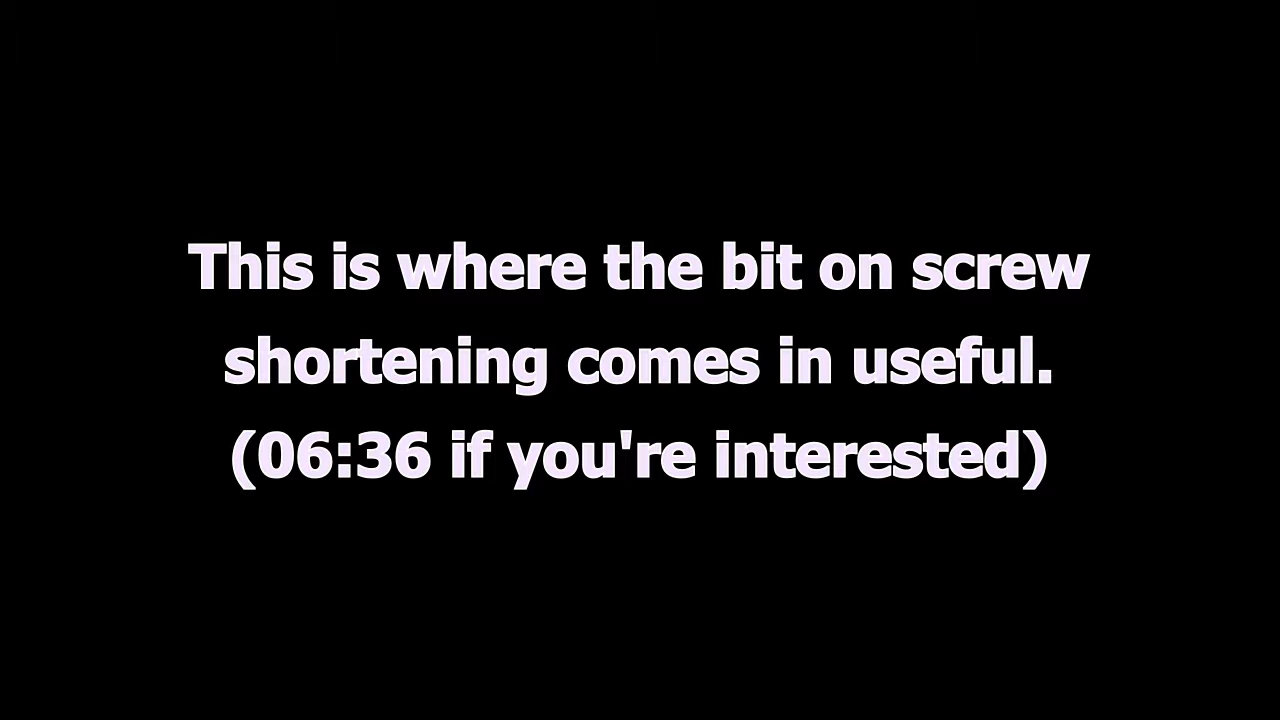 This is where the bit on screw
shortening comes in useful.
(06:36 if you're interested)